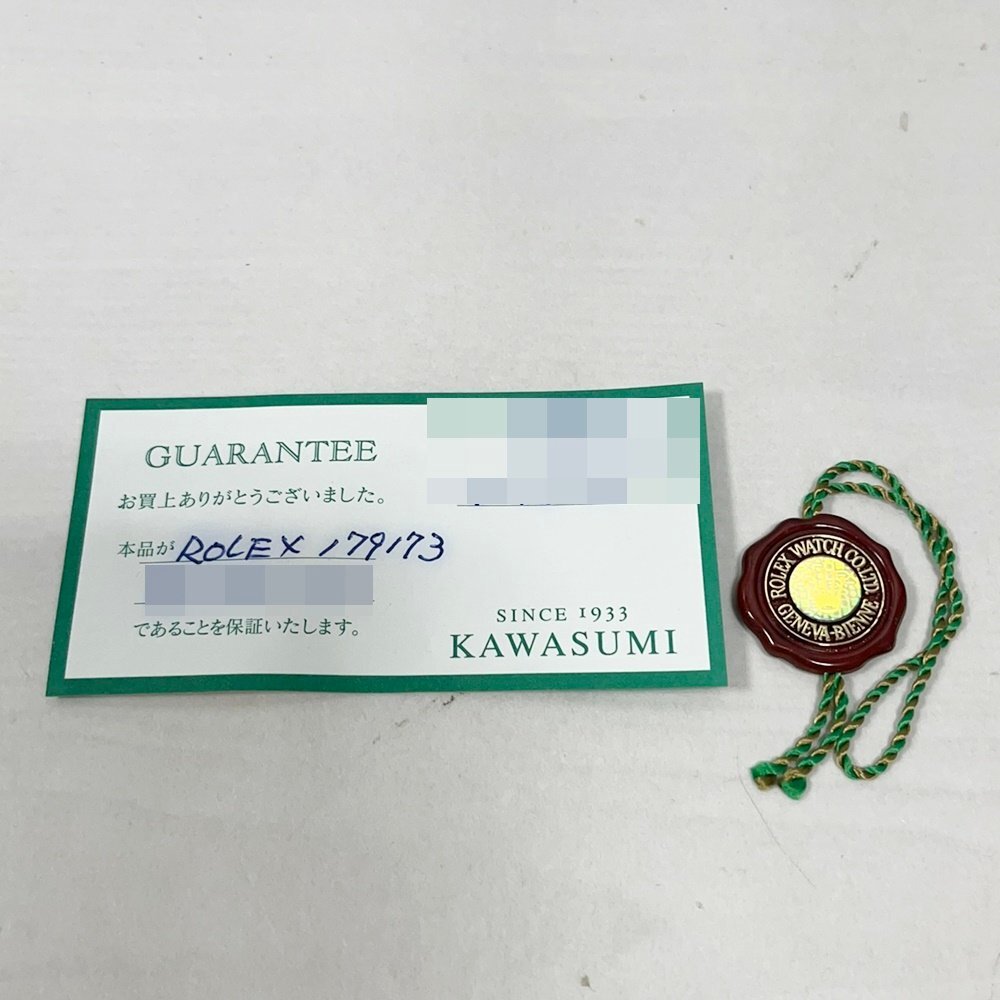 GUARANTEE
お買上ありがとうございました。
本品が ROLEX 179173
であることを保証いたします。
SINCE 1933
KAWASUMI
ROLEX WATCH CO.LTD.
GENEVA-BIENNE